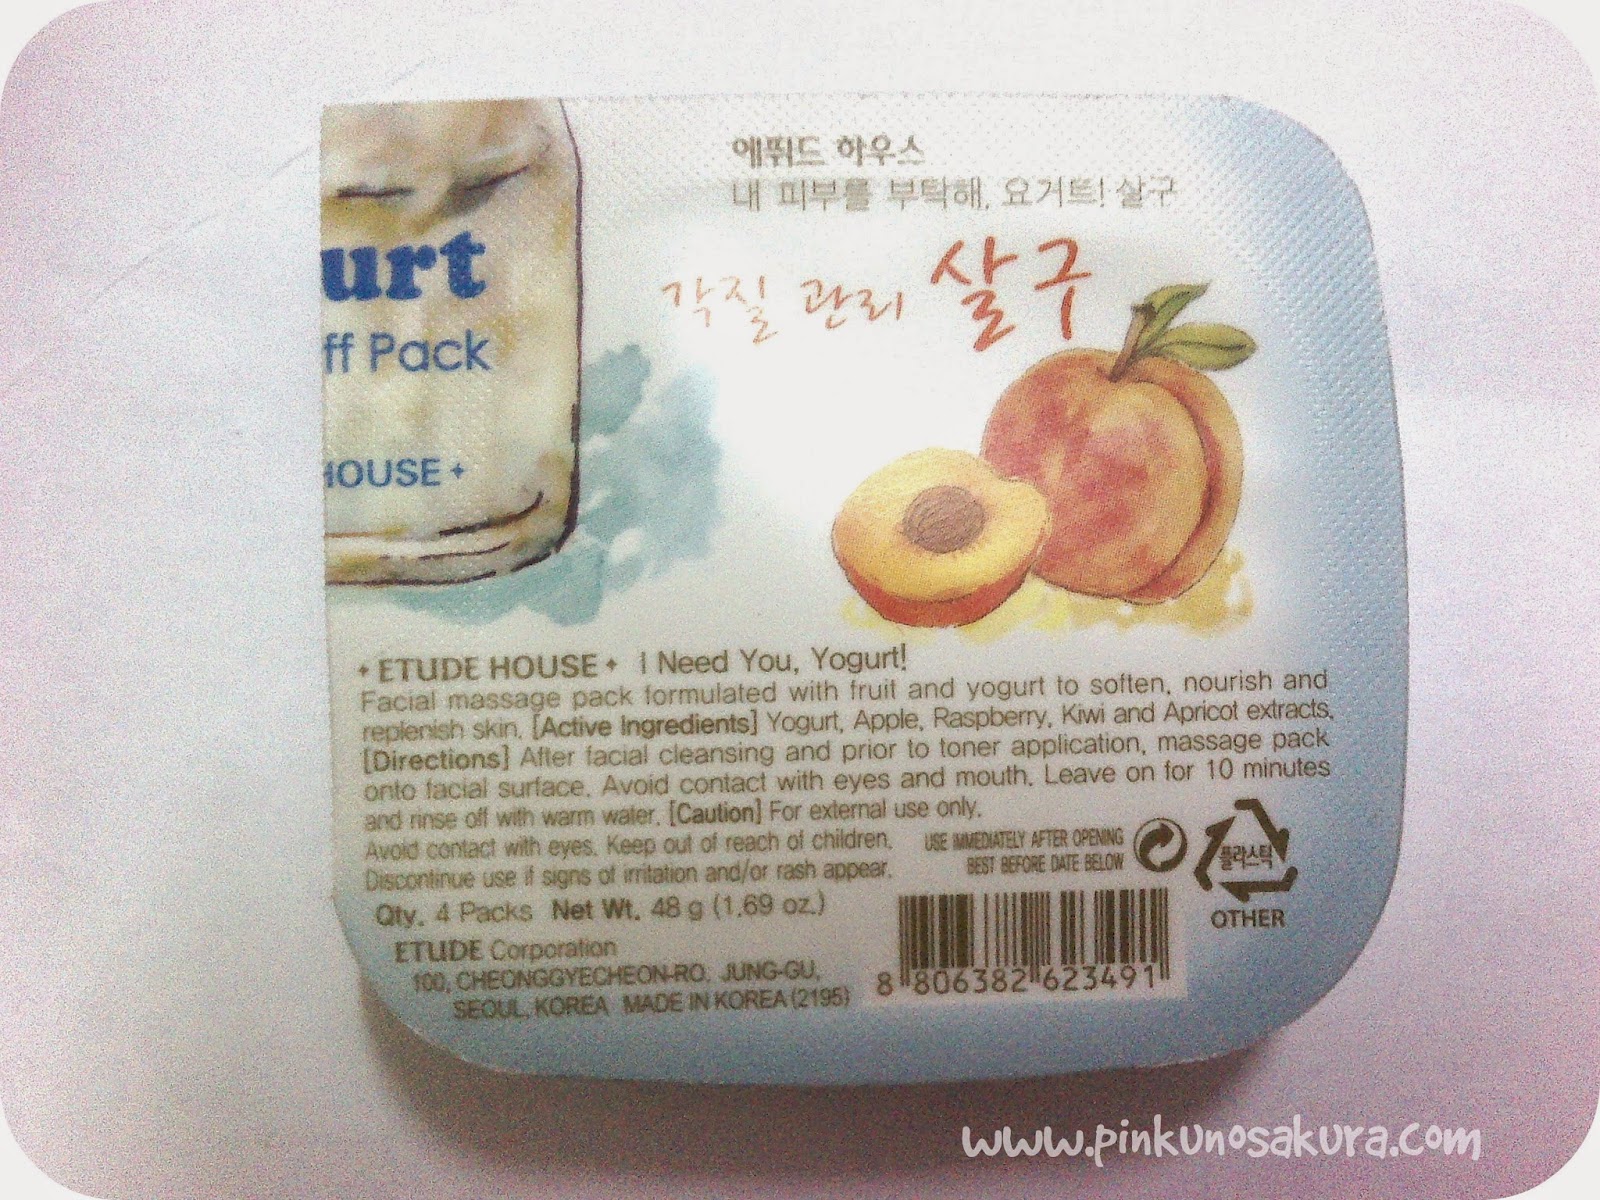 에뛰드 하우스
내 피부를 부탁해, 요거트! 살구
각질 관리 살구
urt
ff Pack
HOUSE
ETUDE HOUSE I Need You, Yogurt!
Facial massage pack formulated with fruit and yogurt to soften, nourish and
replenish skin. [Active Ingredients] Yogurt, Apple, Raspberry, Kiwi and Apricot extracts.
[Directions] After facial cleansing and prior to toner application, massage pack
onto facial surface. Avoid contact with eyes and mouth. Leave on for 10 minutes
and rinse off with warm water. [Caution] For external use only.
Avoid contact with eyes. Keep out of reach of children.
Discontinue use if signs of irritation and/or rash appear.
USE IMMEDIATELY AFTER OPENING
BEST BEFORE DATE BELOW
플라스틱
OTHER
Qty. 4 Packs Net Wt. 48 g (1.69 oz.)
ETUDE Corporation
100, CHEONGGYECHEON-RO, JUNG-GU,
SEOUL, KOREA MADE IN KOREA (2195)
8 806382 623491
www.pinkunosakura.com